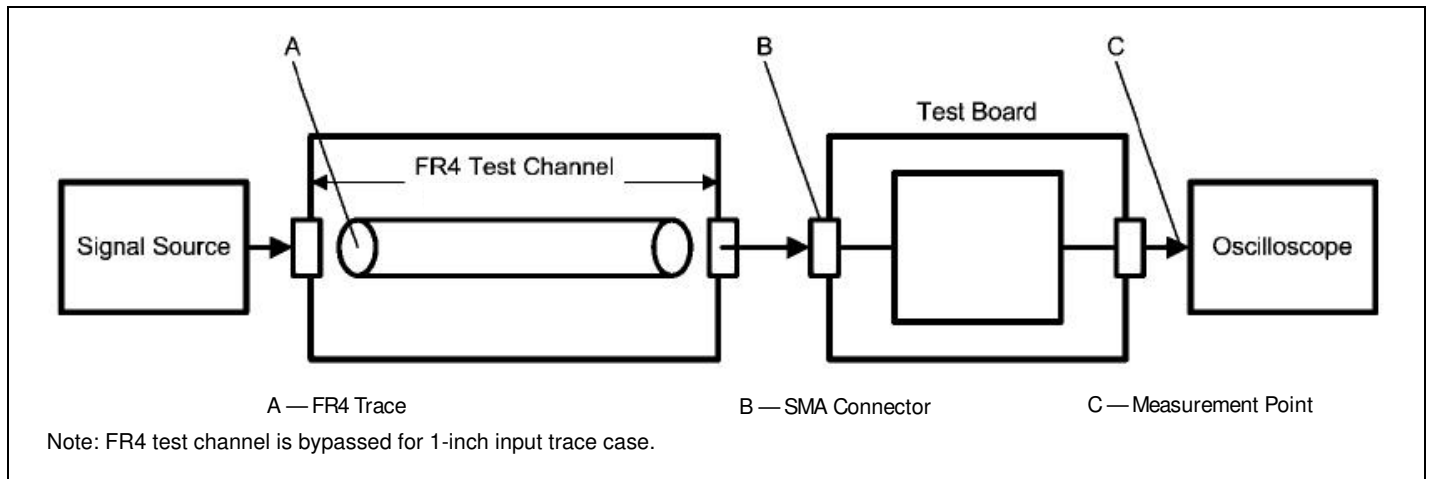 A
B
C
Test Board
FR4 Test Channel
Signal Source
Oscilloscope
A — FR4 Trace
B — SMA Connector
C — Measurement Point
Note: FR4 test channel is bypassed for 1-inch input trace case.